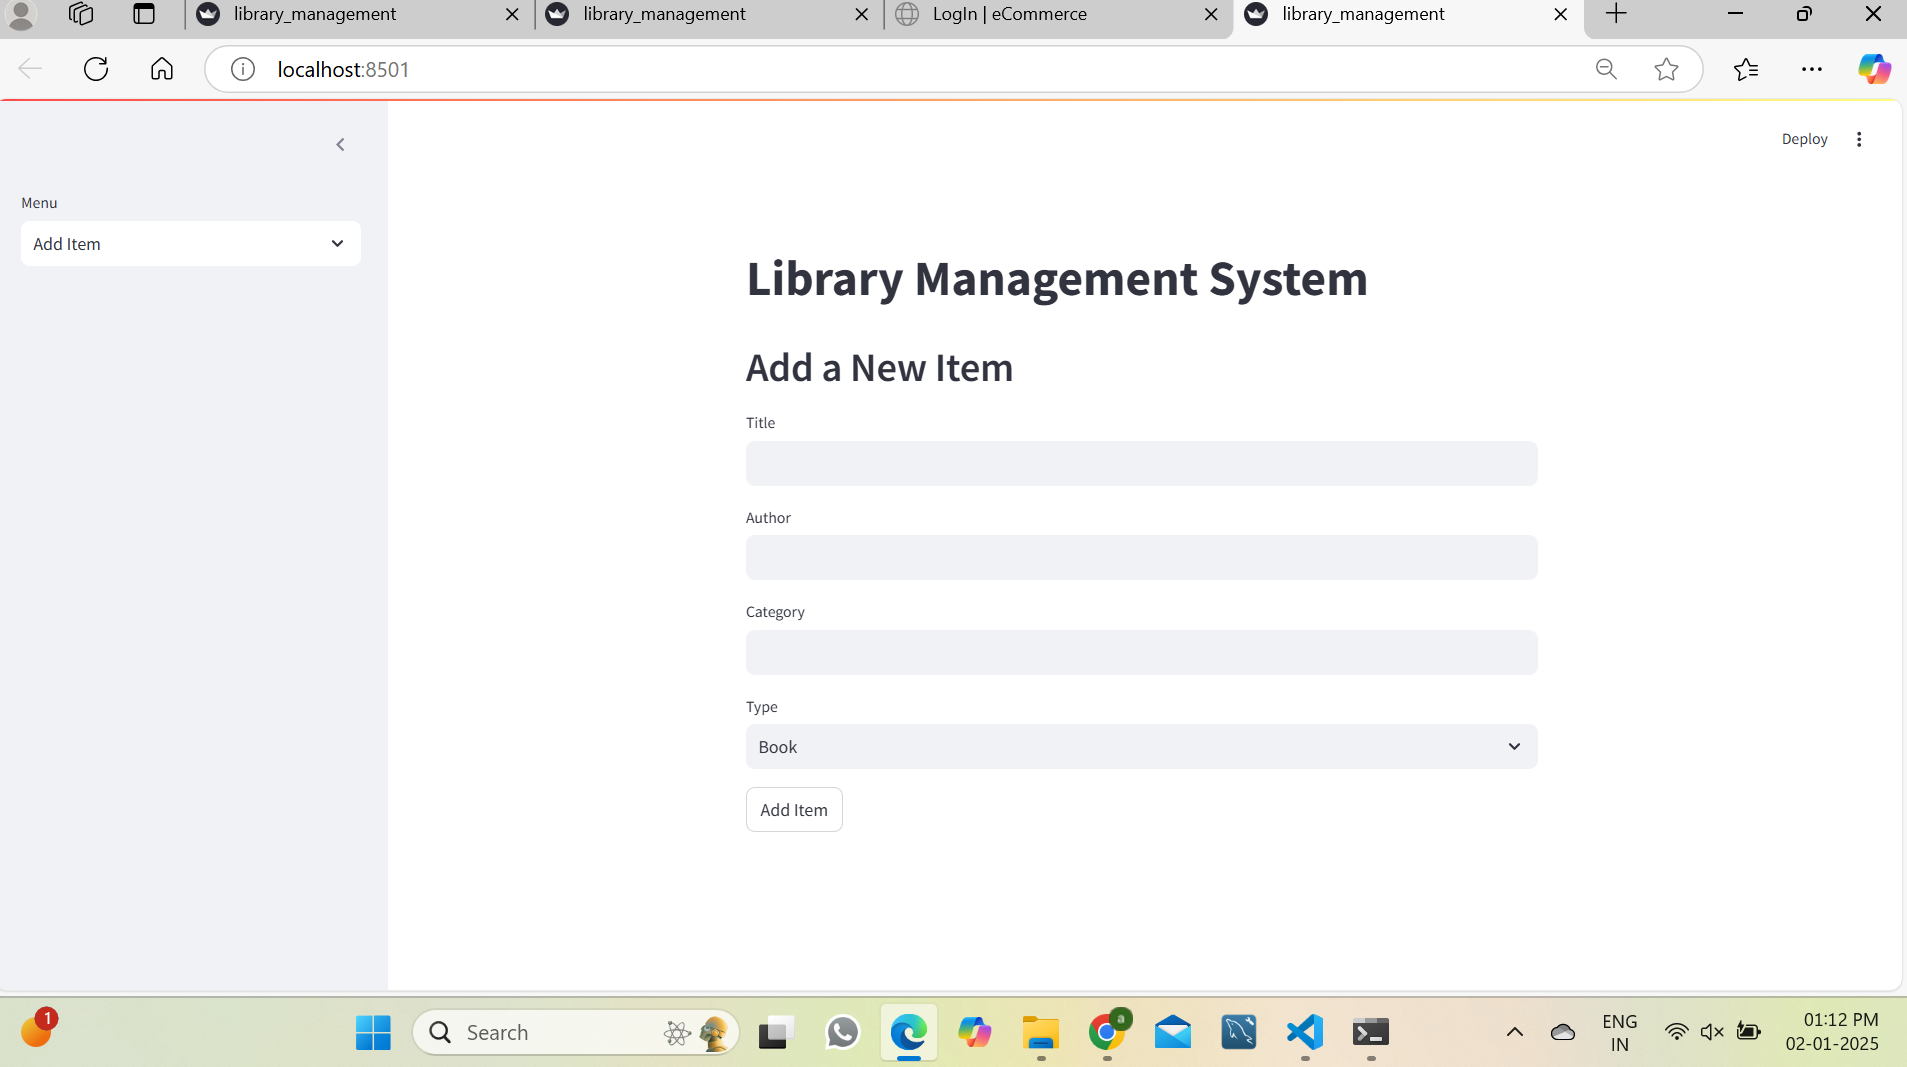 library_management
library_management
LogIn | eCommerce
library_management
localhost:8501
Deploy
Menu
Add Item
Library Management System
Add a New Item
Title
Author
Category
Type
Book
Add Item
1
Search
a
ENG
IN
01:12 PM
02-01-2025